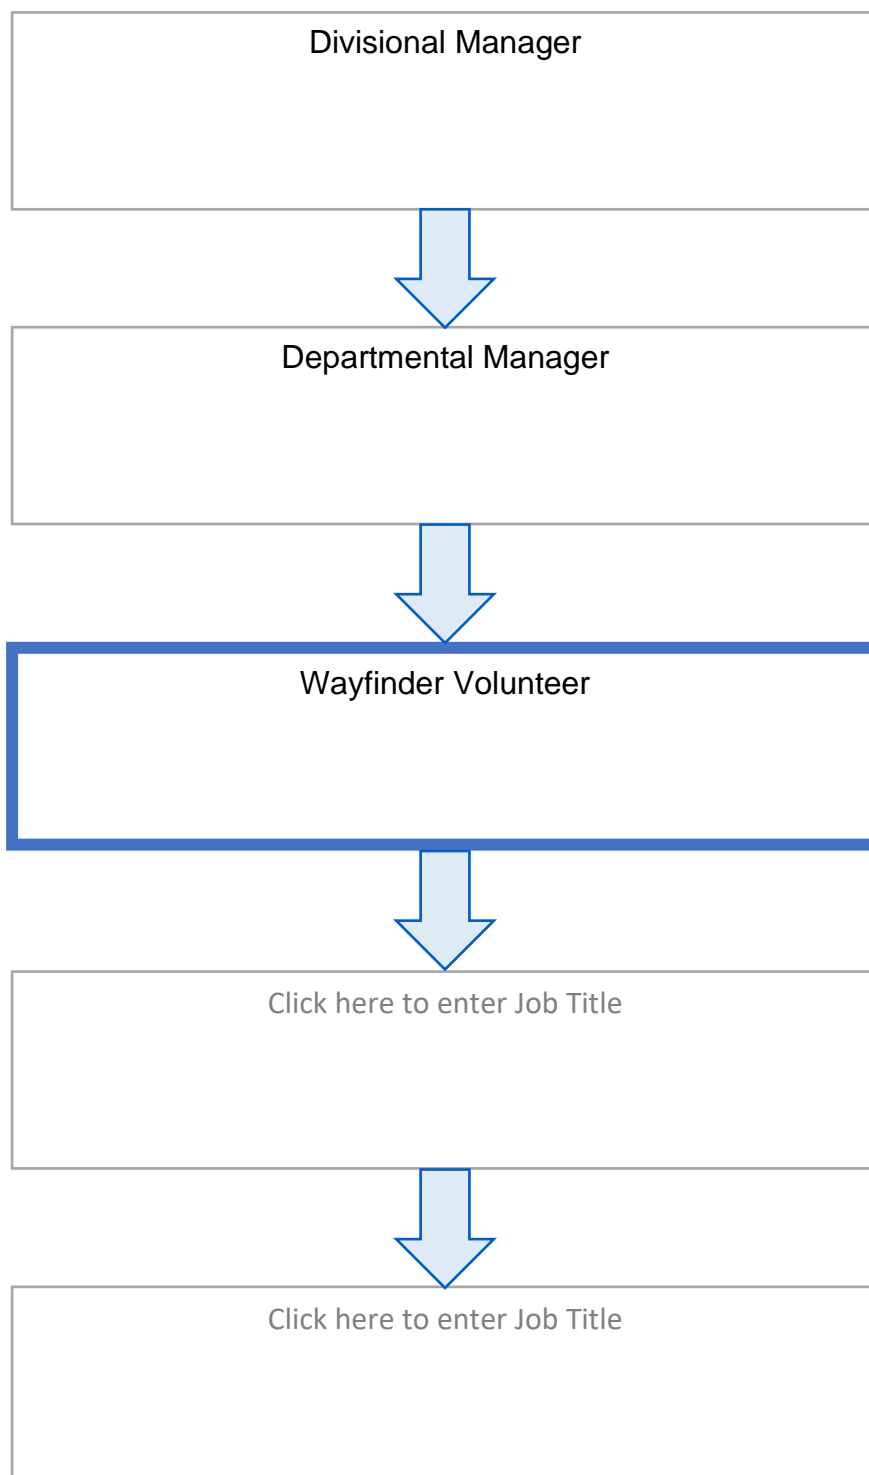 Divisional Manager
Departmental Manager
Wayfinder Volunteer
Click here to enter Job Title
Click here to enter Job Title